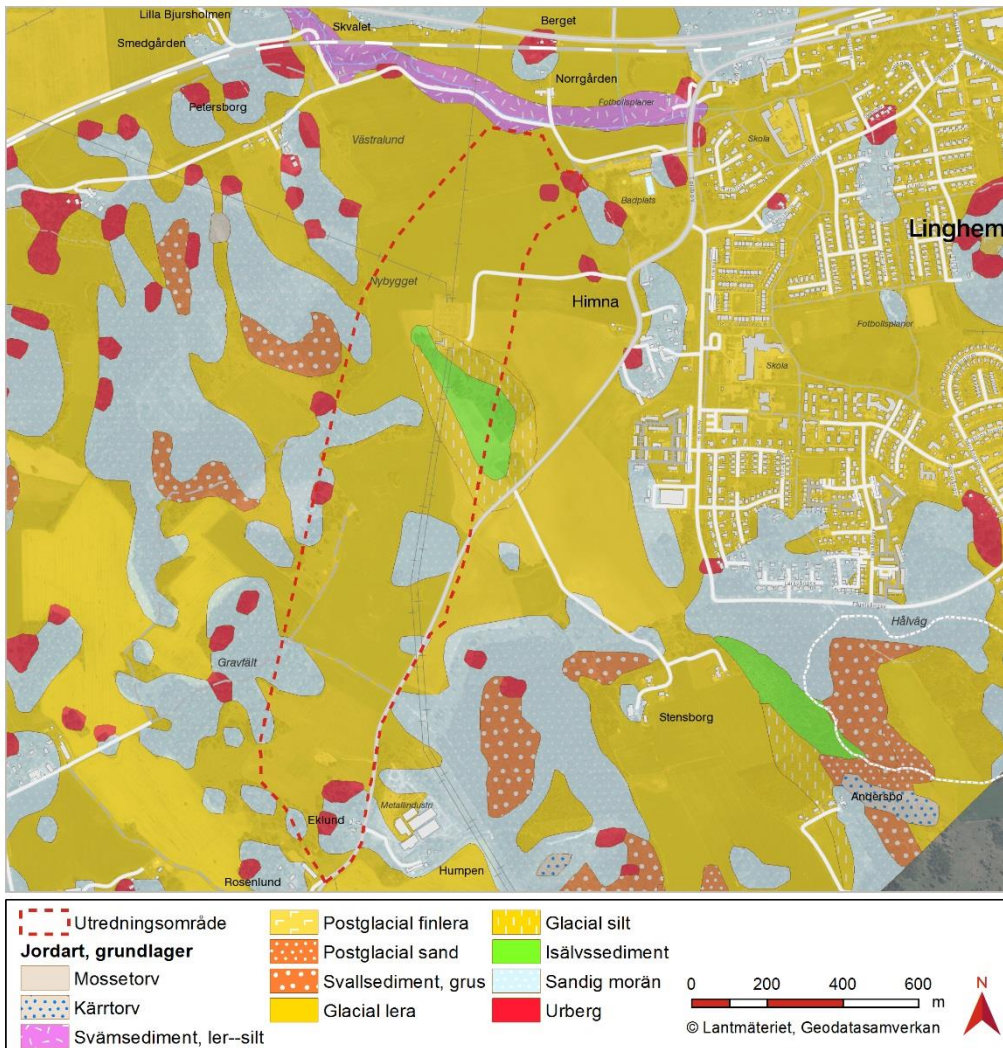 Lilla Bjursholmen
Skvalet
Berget
Smedgården
Norrgården
Petersborg
Fotbollsplaner
Västralund
Skola
Badplats
Linghem
Nybygget
Himna
Fotbollsplanor
Skola
Hålväg
Gravfält
Stensborg
Anderspo
Metallindustri
Eklund
Rosenlund
Humpen
Utredningsområde
Jordart, grundlager
Mossetorv
Kärrtorv
Svämsediment, ler--silt
Postglacial finlera
Postglacial sand
Svallsediment, grus
Glacial lera
Glacial silt
Isälvssediment
Sandig morän
Urberg
0 200 400 600
m
N
© Lantmäteriet, Geodatasamverkan